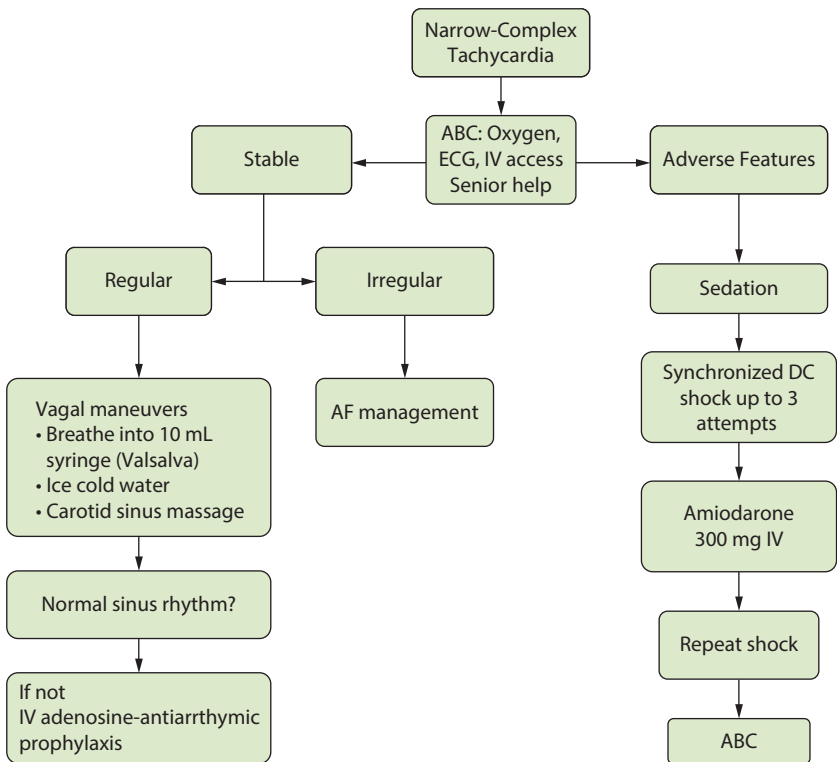 Narrow-Complex
Tachycardia
ABC: Oxygen,
ECG, IV access
Senior help
Stable
Adverse Features
Regular
Irregular
Sedation
Vagal maneuvers
• Breathe into 10 mL
syringe (Valsalva)
• Ice cold water
• Carotid sinus massage
AF management
Synchronized DC
shock up to 3
attempts
Amiodarone
300 mg IV
Normal sinus rhythm?
Repeat shock
If not
IV adenosine-antiarrthymic
prophylaxis
ABC